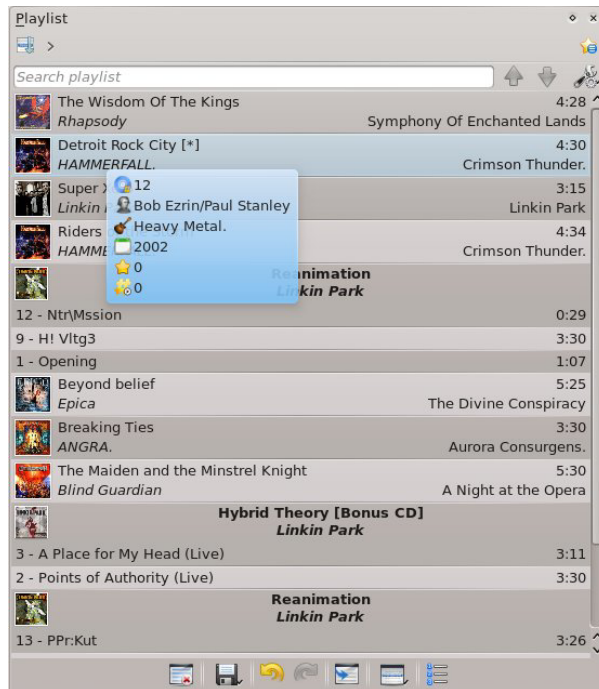 Playlist
Search playlist
The Wisdom Of The Kings 4:28
Rhapsody Symphony Of Enchanted Lands
Detroit Rock City [*] 4:30
HAMMERFALL. Crimson Thunder.
Super 3:15
Linkin Linkin Park
Riders 4:34
HAMME Crimson Thunder.
12
Bob Ezrin/Paul Stanley
Heavy Metal.
2002
0
0
Reanimation
Linkin Park
12 - Ntr\Mssion 0:29
9 - H! Vltg3 3:30
1 - Opening 1:07
Beyond belief 5:25
Epica The Divine Conspiracy
Breaking Ties 3:30
ANGRA. Aurora Consurgens.
The Maiden and the Minstrel Knight 5:30
Blind Guardian A Night at the Opera
Hybrid Theory [Bonus CD]
Linkin Park
3 - A Place for My Head (Live) 3:11
2 - Points of Authority (Live) 3:30
Reanimation
Linkin Park
13 - PPr:Kut 3:26